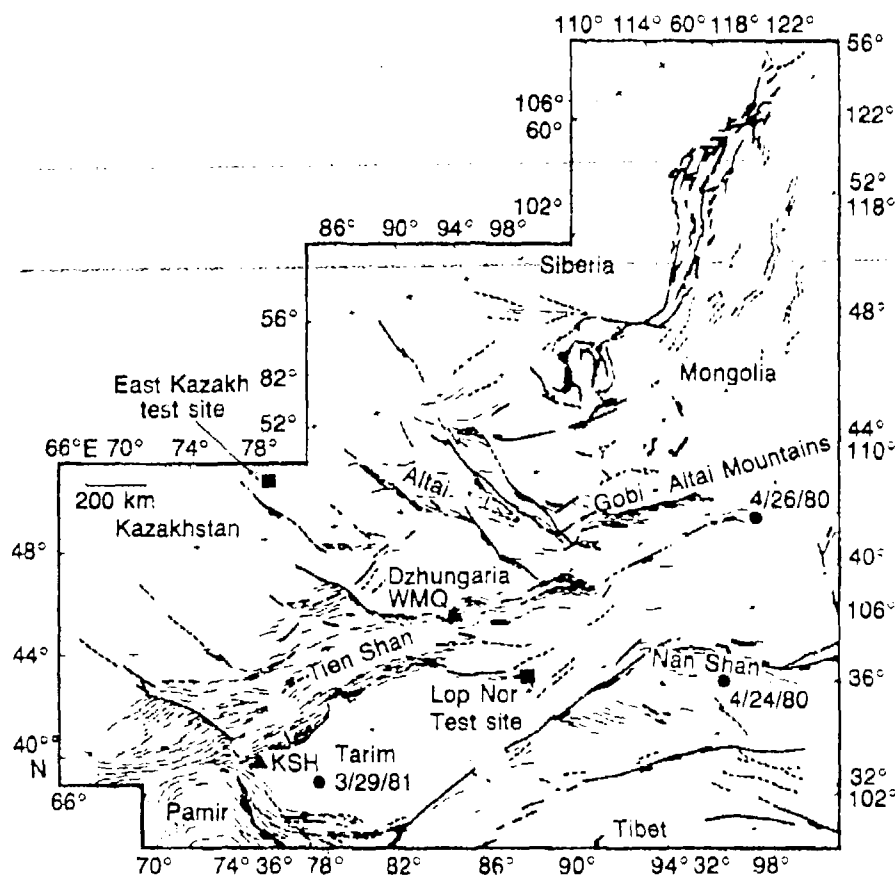 110° 114° 60° 118° 122°
56°
106°
60°
122°
52°
118°
102°
86° 90° 94° 98°
Siberia
48°
56°
Mongolia
East Kazakh
test site
82°
52°
44°
110°
66°E 70° 74° 78°
Altai
Gobi - Altai Mountains
4/26/80
200 km
Kazakhstan
48°
40°
Dzhungaria
WMQ
106°
Tien Shan
44°
Nan Shan
36°
Lop Nor
Test site
4/24/80
40°
N
KSH
Tarim
3/29/81
32°
102°
66°
Pamir
Tibet
70° 74° 36° 78° 82° 86° 90° 94° 32° 98°